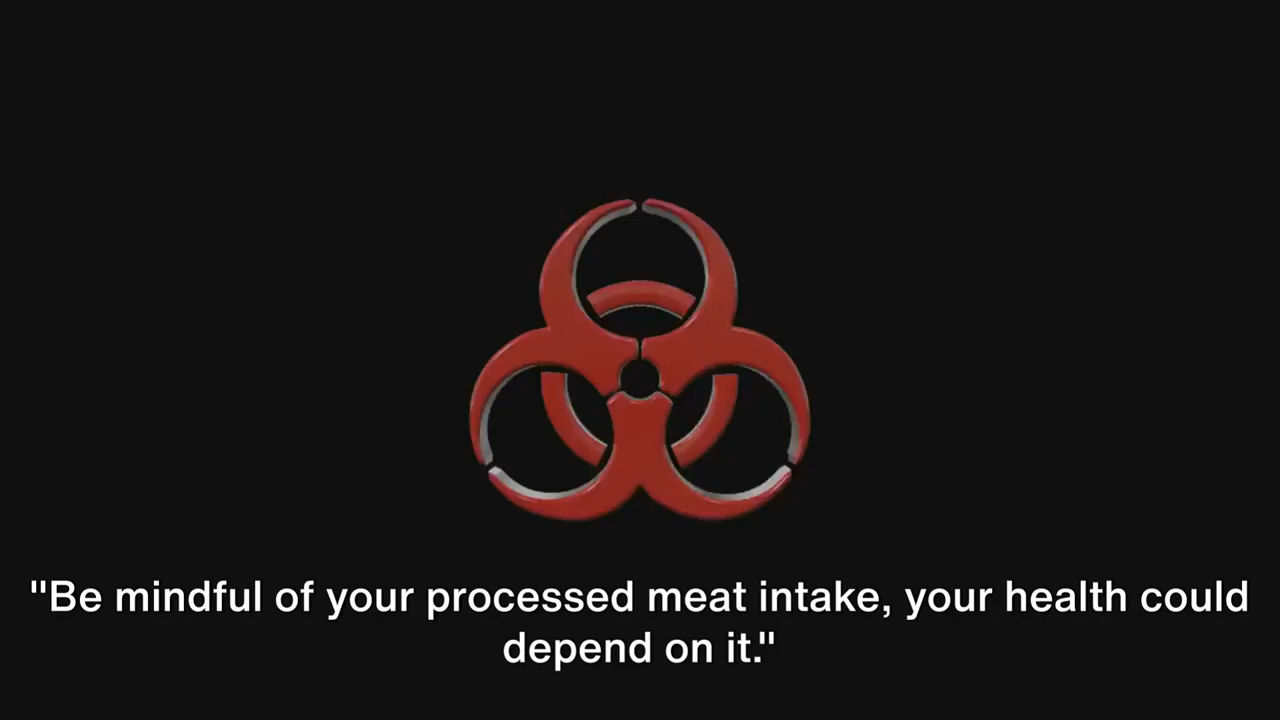 "Be mindful of your processed meat intake, your health could
depend on it."